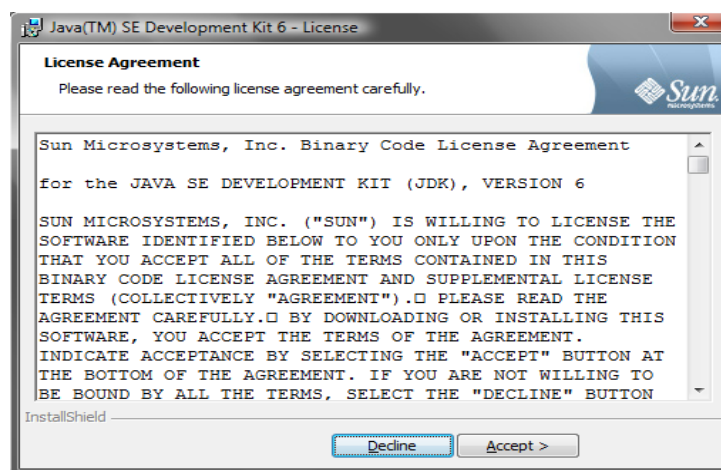 Java(TM) SE Development Kit 6 - License
License Agreement
Please read the following license agreement carefully.
Sun
microsystems
Sun Microsystems, Inc. Binary Code License Agreement
for the JAVA SE DEVELOPMENT KIT (JDK), VERSION 6
SUN MICROSYSTEMS, INC. ("SUN") IS WILLING TO LICENSE THE
SOFTWARE IDENTIFIED BELOW TO YOU ONLY UPON THE CONDITION
THAT YOU ACCEPT ALL OF THE TERMS CONTAINED IN THIS
BINARY CODE LICENSE AGREEMENT AND SUPPLEMENTAL LICENSE
TERMS (COLLECTIVELY "AGREEMENT").□ PLEASE READ THE
AGREEMENT CAREFULLY.□ BY DOWNLOADING OR INSTALLING THIS
SOFTWARE, YOU ACCEPT THE TERMS OF THE AGREEMENT.
INDICATE ACCEPTANCE BY SELECTING THE "ACCEPT" BUTTON AT
THE BOTTOM OF THE AGREEMENT. IF YOU ARE NOT WILLING TO
BE BOUND BY ALL THE TERMS, SELECT THE "DECLINE" BUTTON
InstallShield
Decline
Accept >